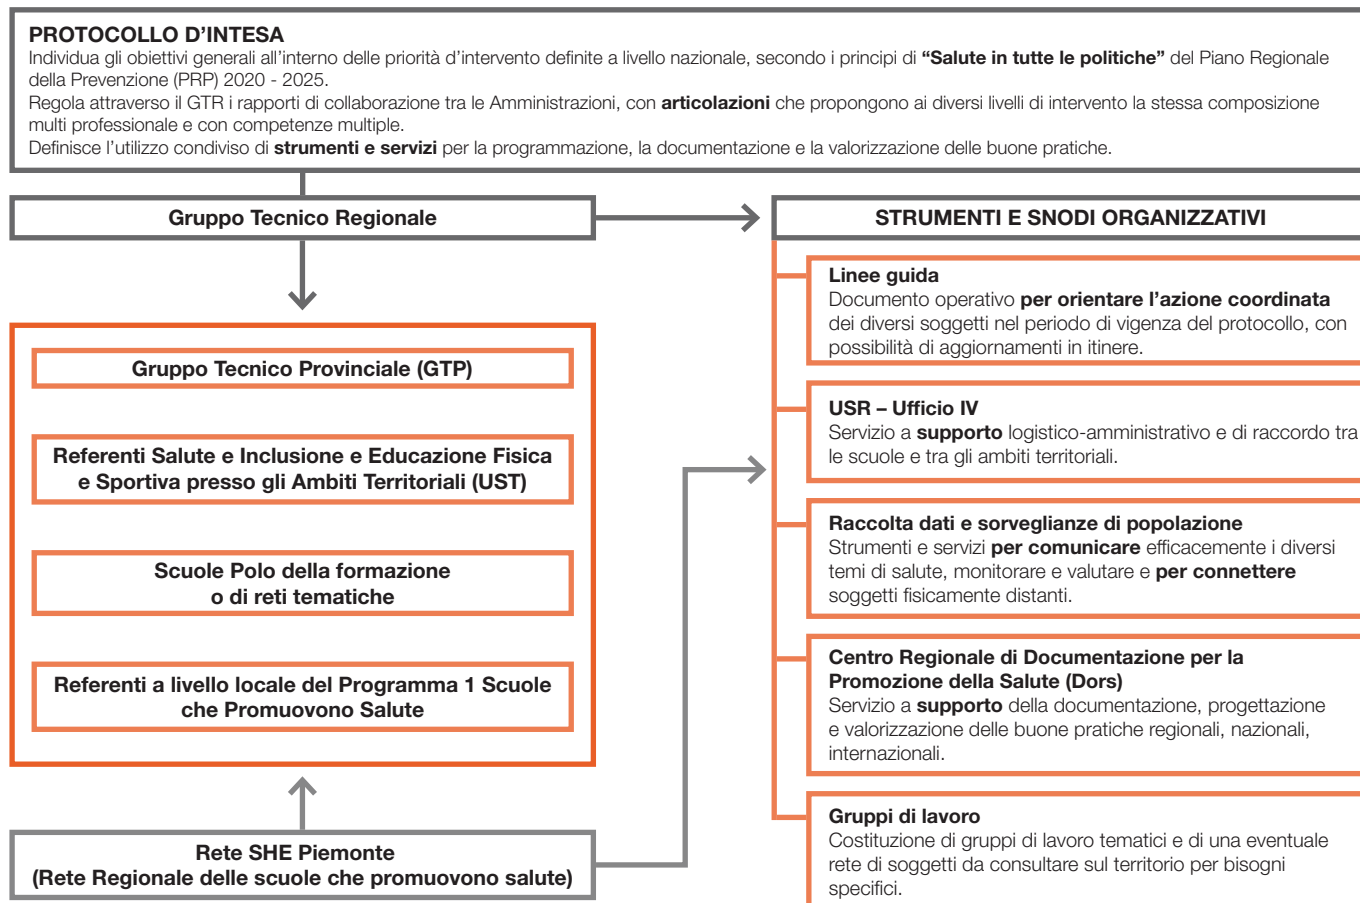 PROTOCOLLO D’INTESA
Individua gli obiettivi generali all’interno delle priorità d’intervento definite a livello nazionale, secondo i principi di “Salute in tutte le politiche” del Piano Regionale
della Prevenzione (PRP) 2020 - 2025.
Regola attraverso il GTR i rapporti di collaborazione tra le Amministrazioni, con articolazioni che propongono ai diversi livelli di intervento la stessa composizione
multi professionale e con competenze multiple.
Definisce l’utilizzo condiviso di strumenti e servizi per la programmazione, la documentazione e la valorizzazione delle buone pratiche.
Gruppo Tecnico Regionale
Gruppo Tecnico Provinciale (GTP)
Referenti Salute e Inclusione e Educazione Fisica
e Sportiva presso gli Ambiti Territoriali (UST)
Scuole Polo della formazione
o di reti tematiche
Referenti a livello locale del Programma 1 Scuole
che Promuovono Salute
Rete SHE Piemonte
(Rete Regionale delle scuole che promuovono salute)
STRUMENTI E SNODI ORGANIZZATIVI
Linee guida
Documento operativo per orientare l’azione coordinata
dei diversi soggetti nel periodo di vigenza del protocollo, con
possibilità di aggiornamenti in itinere.
USR – Ufficio IV
Servizio a supporto logistico-amministrativo e di raccordo tra
le scuole e tra gli ambiti territoriali.
Raccolta dati e sorveglianze di popolazione
Strumenti e servizi per comunicare efficacemente i diversi
temi di salute, monitorare e valutare e per connettere
soggetti fisicamente distanti.
Centro Regionale di Documentazione per la
Promozione della Salute (Dors)
Servizio a supporto della documentazione, progettazione
e valorizzazione delle buone pratiche regionali, nazionali,
internazionali.
Gruppi di lavoro
Costituzione di gruppi di lavoro tematici e di una eventuale
rete di soggetti da consultare sul territorio per bisogni
specifici.